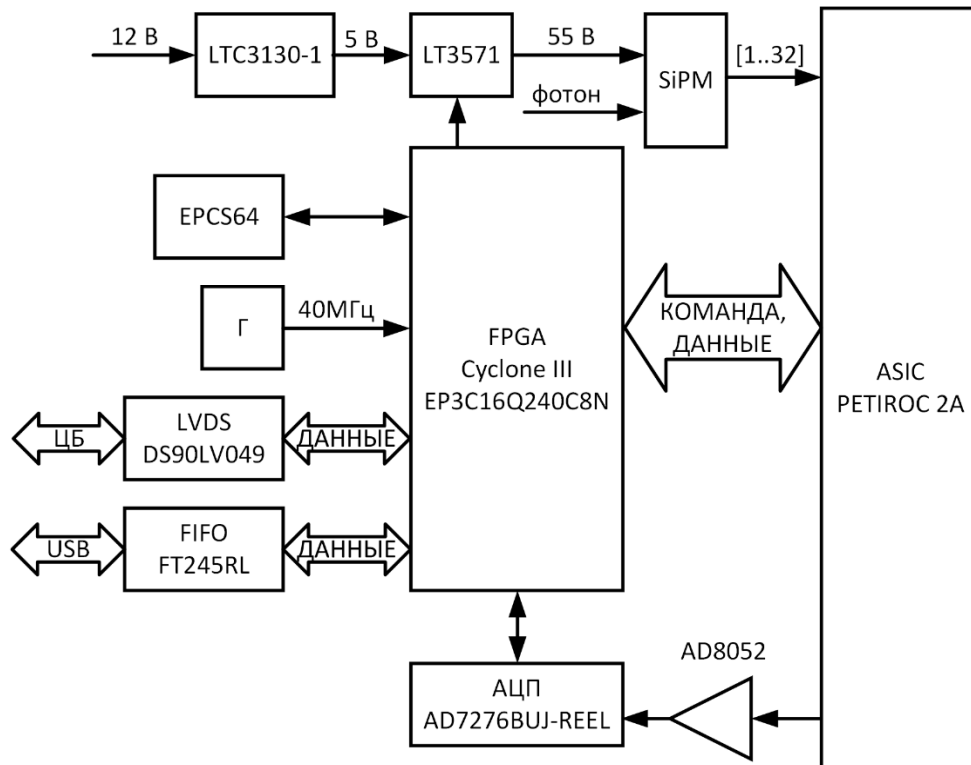 12 В
LTC3130-1
5 В
LT3571
55 В
SiPM
[1..32]
фотон
EPCS64
Г
40МГц
FPGA
Cyclone III
EP3C16Q240C8N
КОМАНДА,
ДАННЫЕ
ASIC
PETIROC 2A
ЦБ
LVDS
DS90LV049
ДАННЫЕ
USB
FIFO
FT245RL
ДАННЫЕ
АЦП
AD7276BUJ-REEL
AD8052